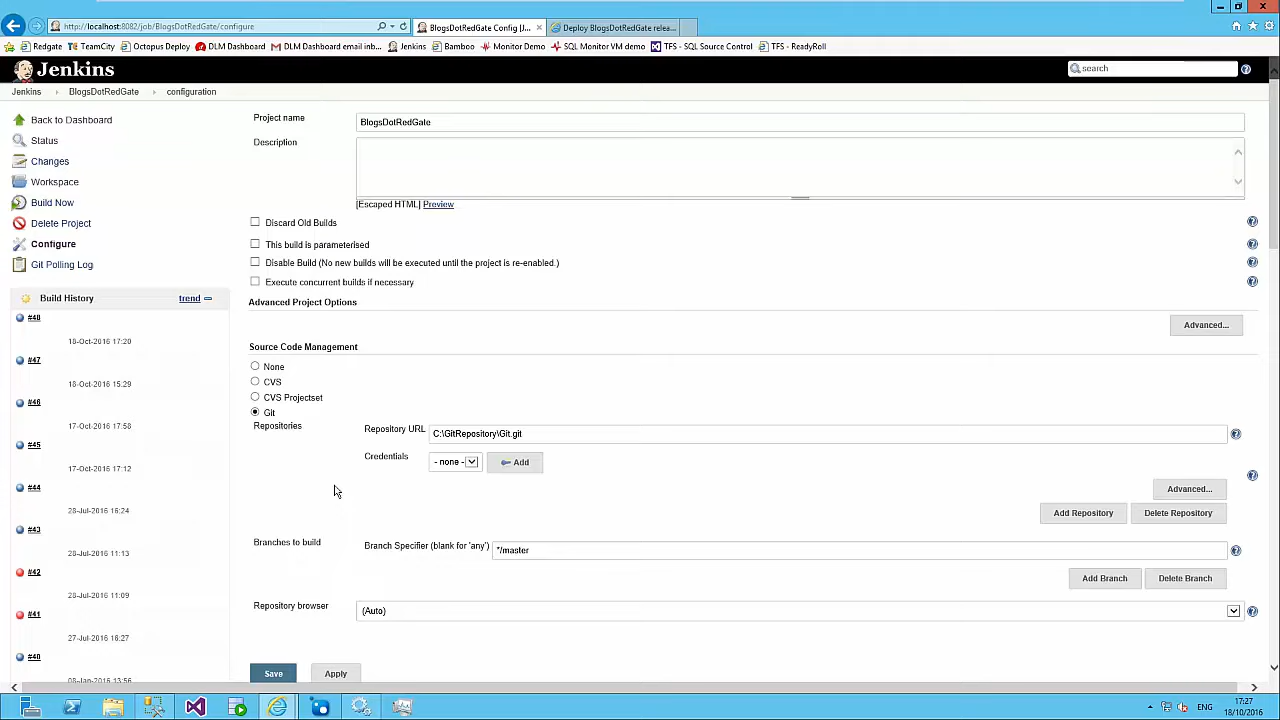 http://localhost:8082/job/BlogsDotRedGate/configure
BlogsDotRedGate Config [J...
Deploy BlogsDotRedGate relea...
Redgate
TeamCity
Octopus Deploy
DLM Dashboard
DLM Dashboard email inb...
Jenkins
Bamboo
Monitor Demo
SQL Monitor VM demo
TFS - SQL Source Control
TFS - ReadyRoll
Jenkins
search
Jenkins
BlogsDotRedGate
configuration
Back to Dashboard
Status
Changes
Workspace
Build Now
Delete Project
Configure
Git Polling Log
Build History
trend
#48
18-Oct-2016 17:20
#47
18-Oct-2016 15:29
#46
17-Oct-2016 17:58
#45
17-Oct-2016 17:12
#44
28-Jul-2016 16:24
#43
28-Jul-2016 11:13
#42
28-Jul-2016 11:09
#41
27-Jul-2016 16:27
#40
08-Jan-2016 13:56
Project name
BlogsDotRedGate
Description
[Escaped HTML] Preview
Discard Old Builds
This build is parameterised
Disable Build (No new builds will be executed until the project is re-enabled.)
Execute concurrent builds if necessary
Advanced Project Options
Advanced...
Source Code Management
None
CVS
CVS Projectset
Git
Repositories
Repository URL
C:\GitRepository\Git.git
Credentials
- none -
Add
Advanced...
Add Repository
Delete Repository
Branches to build
Branch Specifier (blank for 'any')
*/master
Add Branch
Delete Branch
Repository browser
(Auto)
Save
Apply
ENG
17:27
18/10/2016